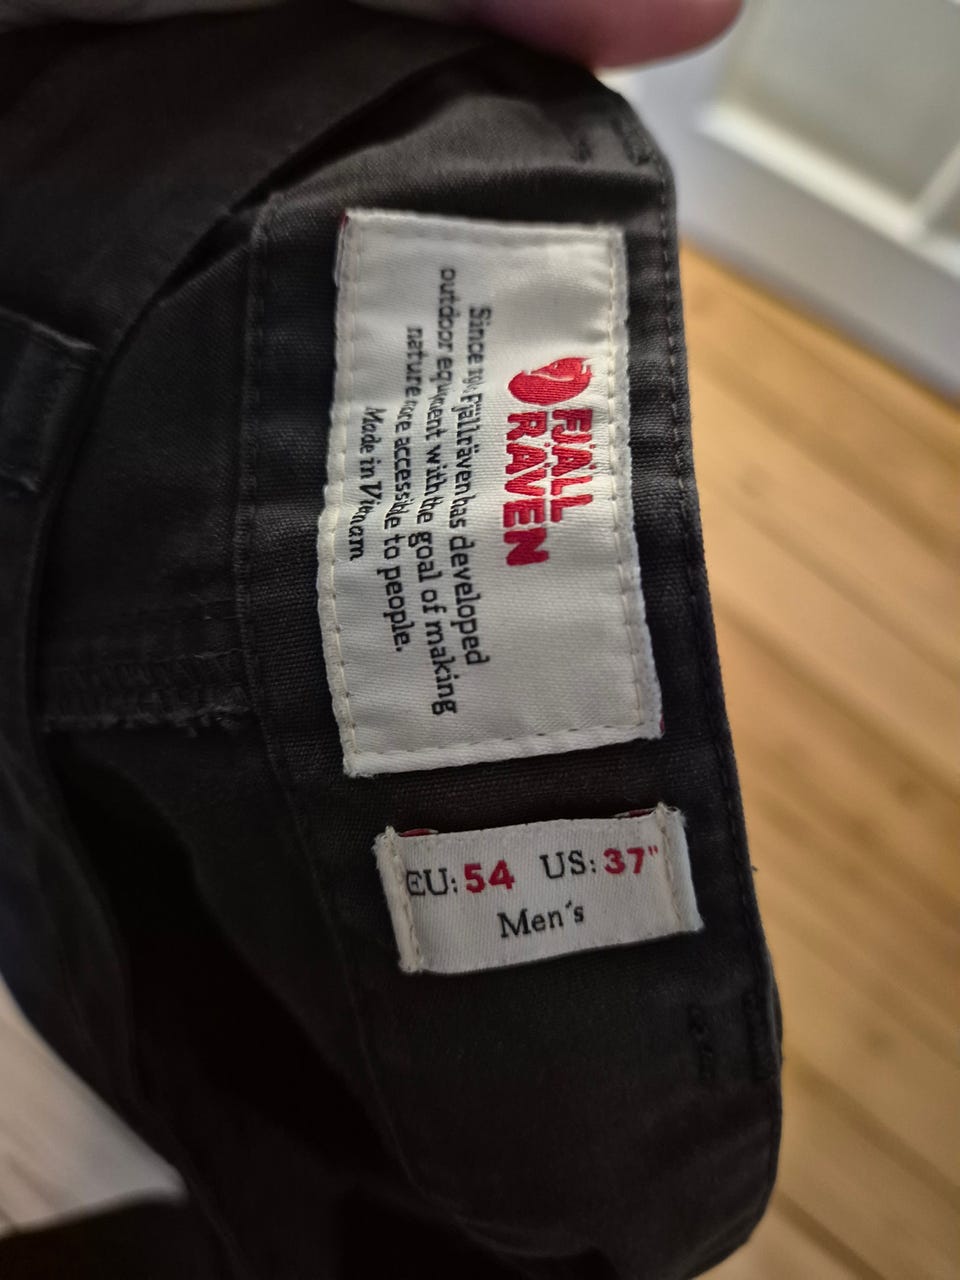 FJÄLL
RÄVEN
Since Fjällräven has developed
outdoor equipment with the goal of making
nature more accessible to people.
Made in Vietnam
EU: 54 US: 37"
Men's